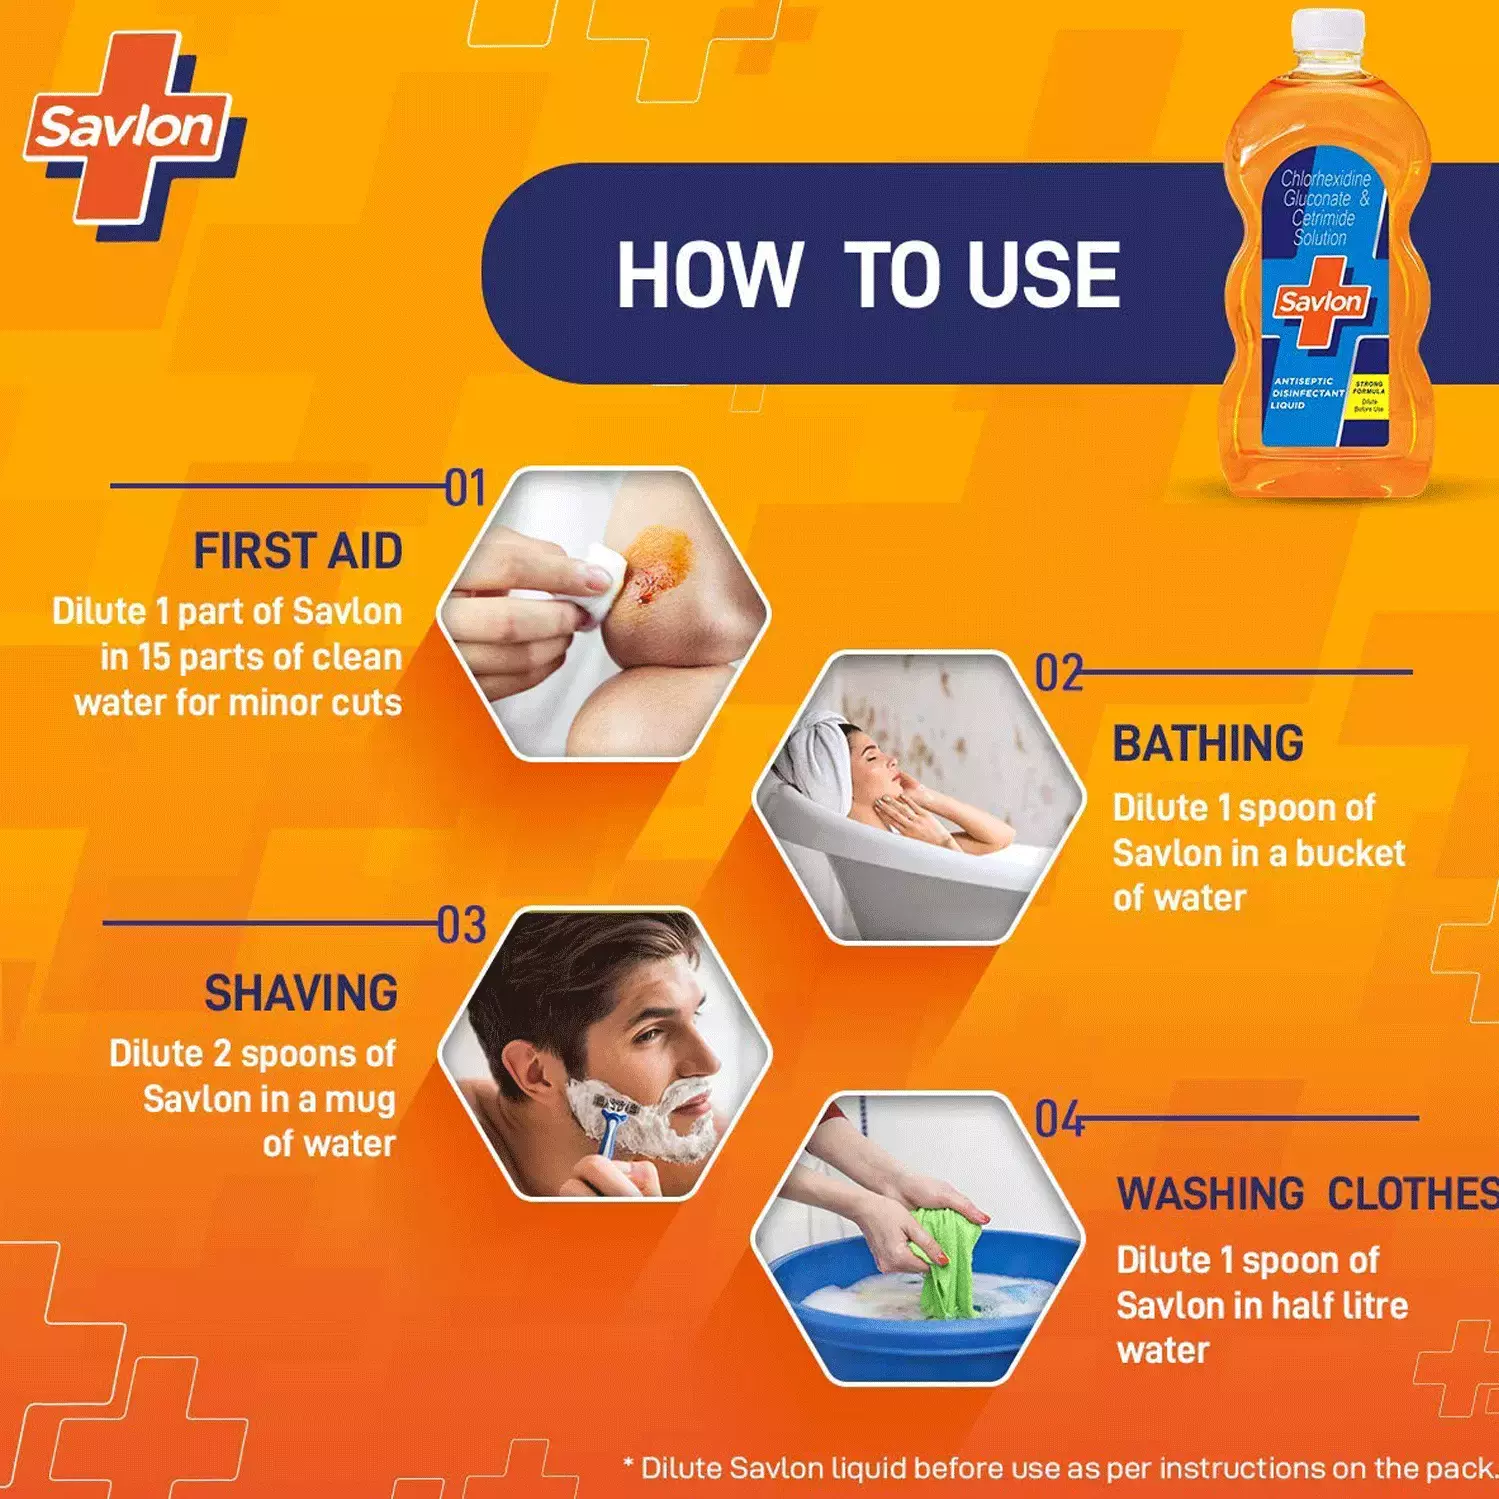 Savlon
HOW TO USE
Chlorhexidine
Gluconate &
Cetrimide
Solution
Savlon
ANTISEPTIC
DISINFECTANT
LIQUID
STRONG
FORMULA
Dilute
Before Use
01
FIRST AID
Dilute 1 part of Savlon
in 15 parts of clean
water for minor cuts
02
BATHING
Dilute 1 spoon of
Savlon in a bucket
of water
03
SHAVING
Dilute 2 spoons of
Savlon in a mug
of water
04
WASHING CLOTHES
Dilute 1 spoon of
Savlon in half litre
water
* Dilute Savlon liquid before use as per instructions on the pack.